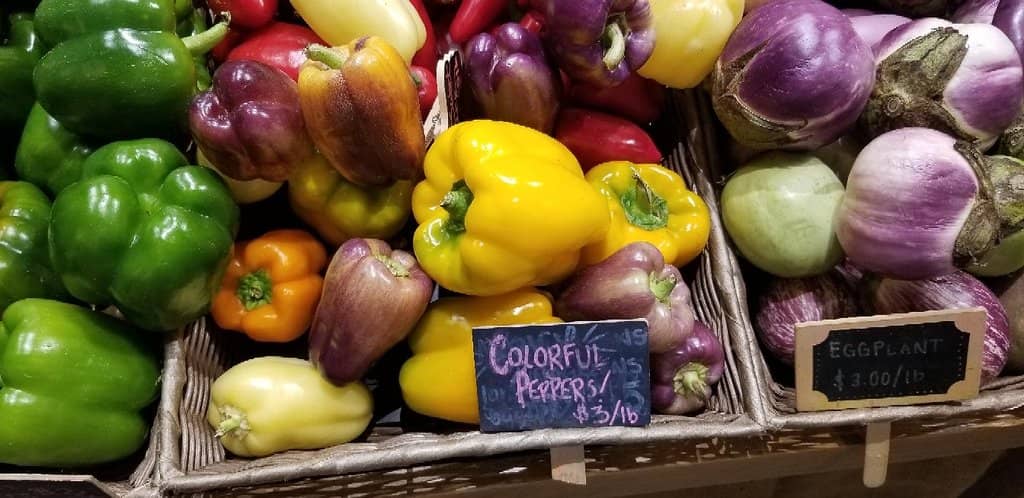 COLORFUL
PEPPERS/
$3/lb
EGGPLANT
$3.00/lb